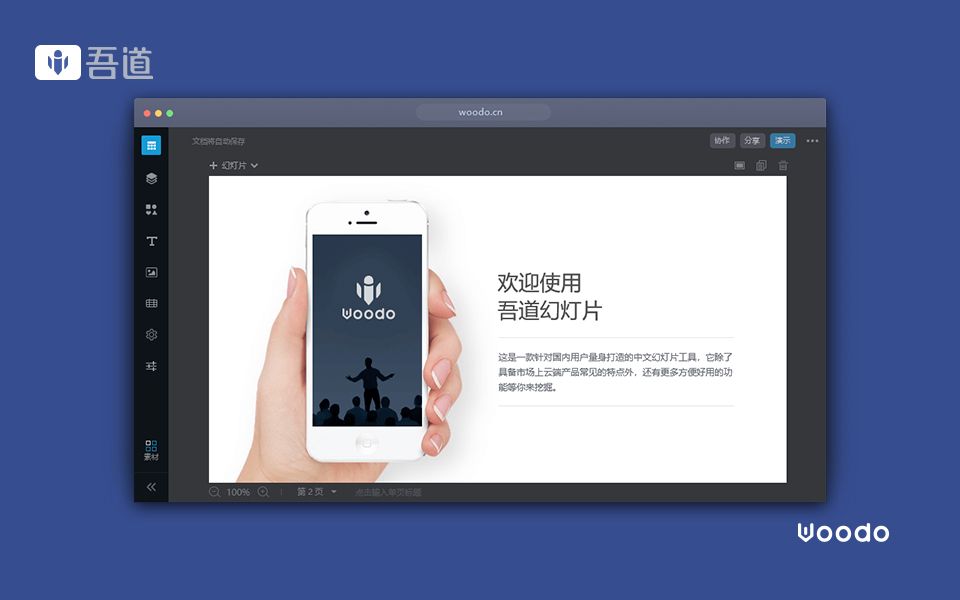 吾道
woodo.cn
文档将自动保存
协作 分享 演示
幻灯片
woodo
欢迎使用
吾道幻灯片
这是一款针对国内用户量身打造的中文幻灯片工具，它除了
具备市场上云端产品常见的特点外，还有更多方便好用的功
能等你来挖掘。
素材
100% 第 2 页 点击输入单页标题
woodo